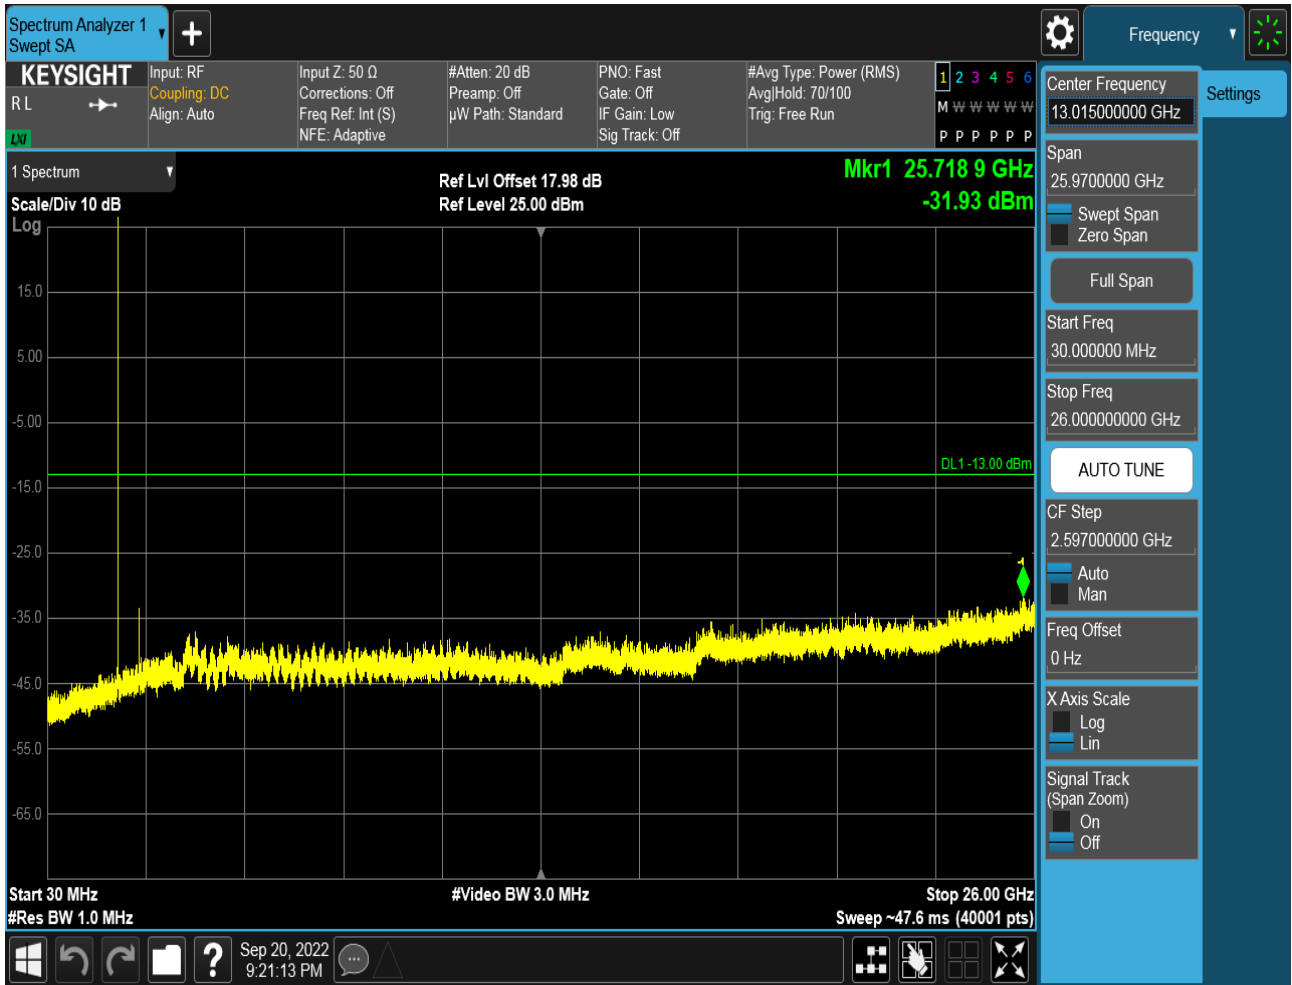 Spectrum Analyzer 1
Swept SA
Frequency
KEYSIGHT
R L
LXI
Input: RF
Coupling: DC
Align: Auto
Input Z: 50 Ω
Corrections: Off
Freq Ref: Int (S)
NFE: Adaptive
#Atten: 20 dB
Preamp: Off
µW Path: Standard
PNO: Fast
Gate: Off
IF Gain: Low
Sig Track: Off
#Avg Type: Power (RMS)
Avg|Hold: 70/100
Trig: Free Run
1 2 3 4 5 6
M W W W W W
P P P P P P
1 Spectrum
Scale/Div 10 dB
Log
Ref Lvl Offset 17.98 dB
Ref Level 25.00 dBm
Mkr1 25.718 9 GHz
-31.93 dBm
15.0
5.00
-5.00
DL1 -13.00 dBm
-15.0
-25.0
1
-35.0
-45.0
-55.0
-65.0
Start 30 MHz
#Res BW 1.0 MHz
#Video BW 3.0 MHz
Stop 26.00 GHz
Sweep ~47.6 ms (40001 pts)
Center Frequency
13.015000000 GHz
Settings
Span
25.9700000 GHz
Swept Span
Zero Span
Full Span
Start Freq
30.000000 MHz
Stop Freq
26.000000000 GHz
AUTO TUNE
CF Step
2.597000000 GHz
Auto
Man
Freq Offset
0 Hz
X Axis Scale
Log
Lin
Signal Track
(Span Zoom)
On
Off
?
Sep 20, 2022
9:21:13 PM